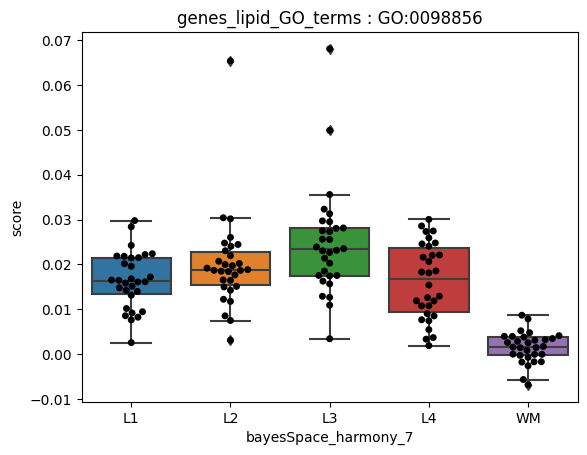 genes_lipid_GO_terms : GO:0098856
0.07
0.06
0.05
0.04
0.03
0.02
0.01
0.00
−0.01
score
L1 L2 L3 L4 WM
bayesSpace_harmony_7